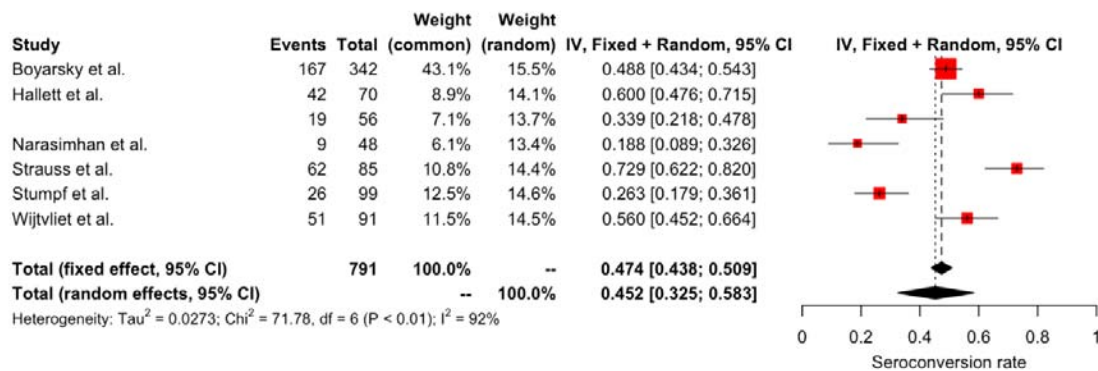 Weight Weight
Study Events Total (common) (random) IV, Fixed + Random, 95% CI IV, Fixed + Random, 95% CI
Boyarsky et al. 167 342 43.1% 15.5% 0.488 [0.434; 0.543]
Hallett et al. 42 70 8.9% 14.1% 0.600 [0.476; 0.715]
19 56 7.1% 13.7% 0.339 [0.218; 0.478]
Narasimhan et al. 9 48 6.1% 13.4% 0.188 [0.089; 0.326]
Strauss et al. 62 85 10.8% 14.4% 0.729 [0.622; 0.820]
Stumpf et al. 26 99 12.5% 14.6% 0.263 [0.179; 0.361]
Wijtvliet et al. 51 91 11.5% 14.5% 0.560 [0.452; 0.664]
Total (fixed effect, 95% CI) 791 100.0% -- 0.474 [0.438; 0.509]
Total (random effects, 95% CI) -- 100.0% 0.452 [0.325; 0.583]
Heterogeneity: Tau² = 0.0273; Chi² = 71.78, df = 6 (P < 0.01); I² = 92%
0 0.2 0.4 0.6 0.8 1
Seroconversion rate